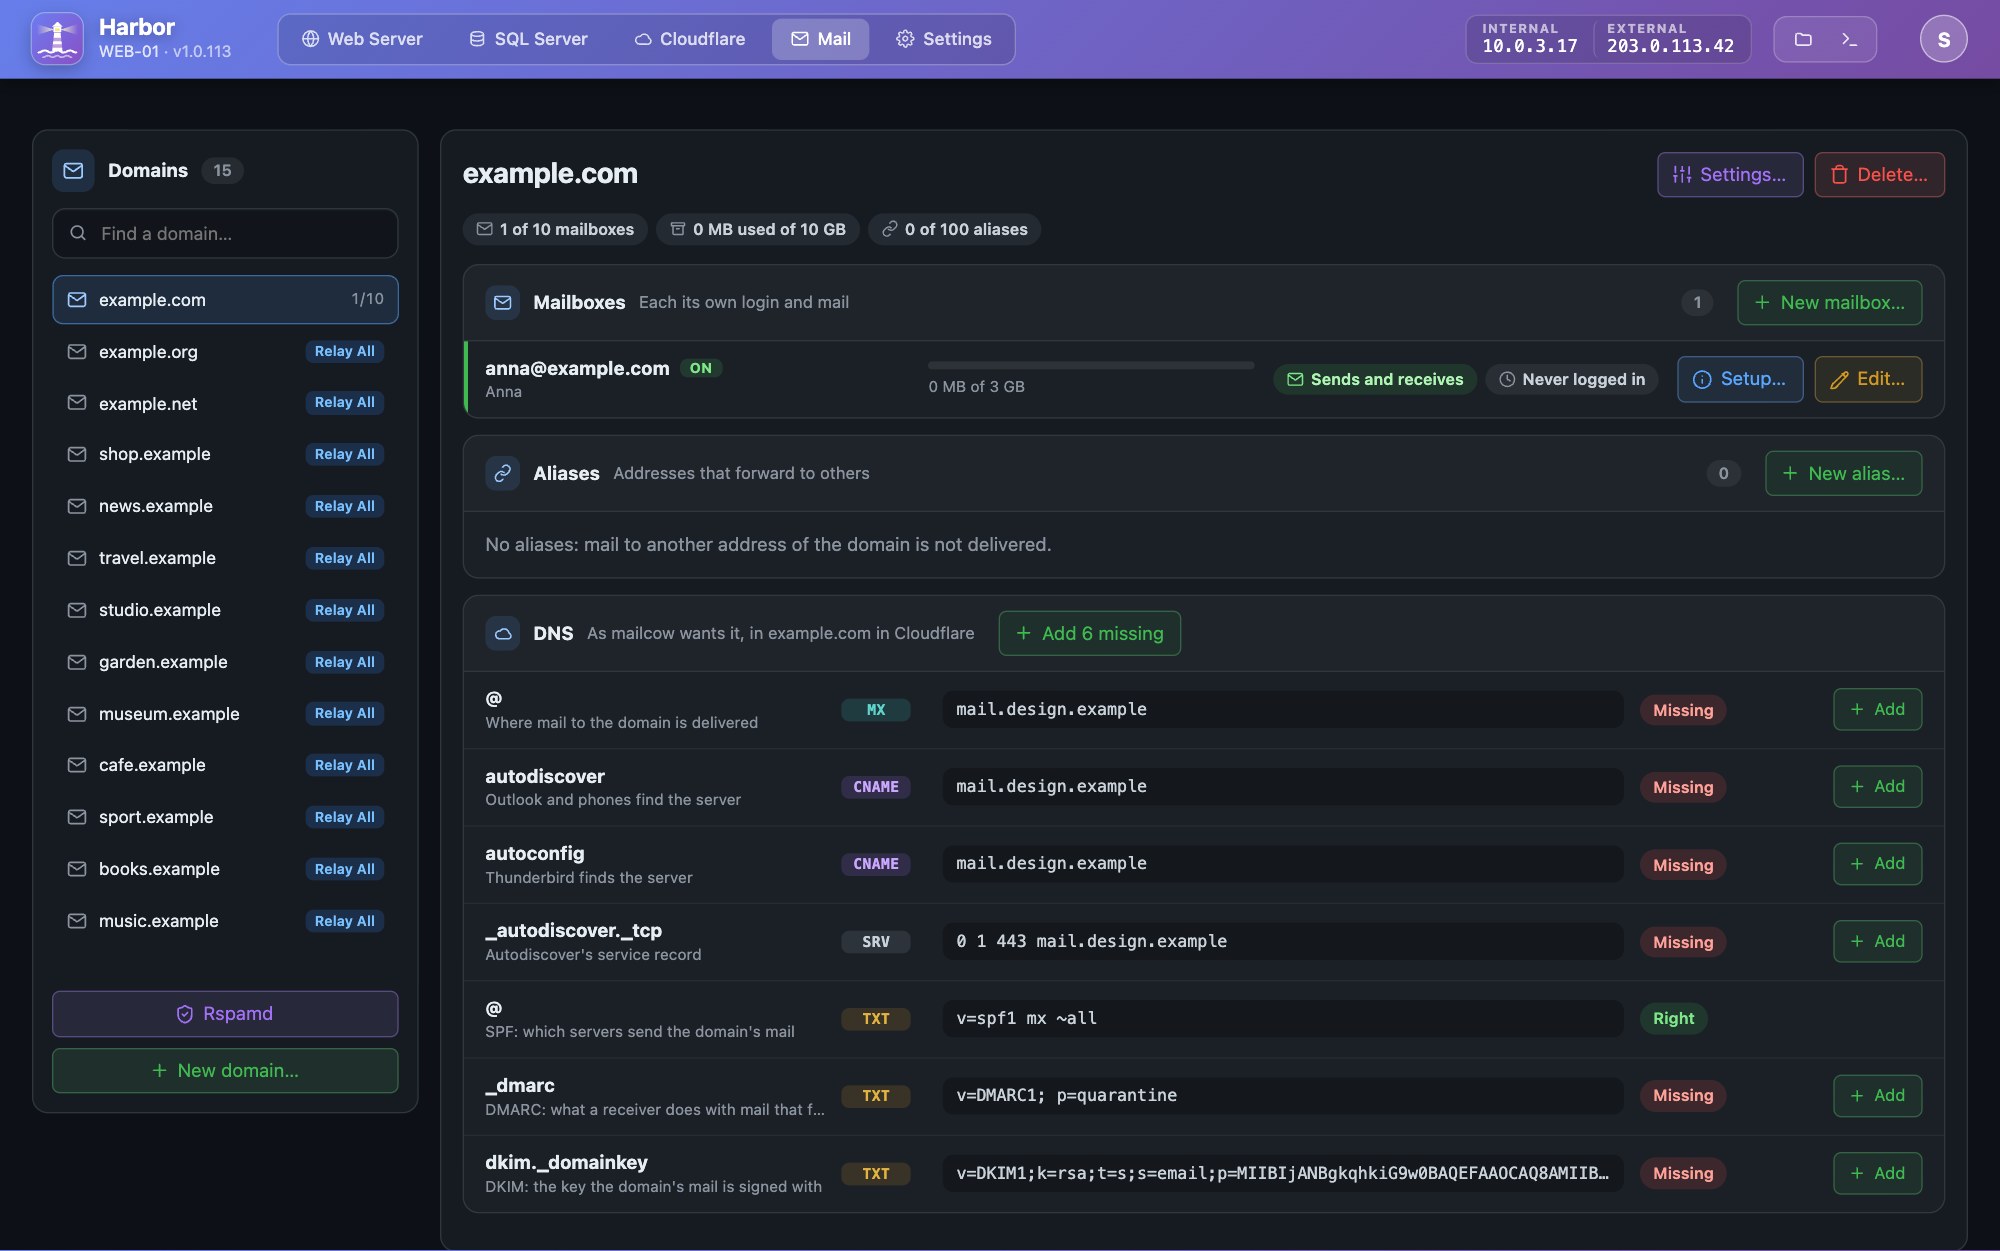 Harbor
WEB-01 · v1.0.113
Web Server
SQL Server
Cloudflare
Mail
Settings
INTERNAL
10.0.3.17
EXTERNAL
203.0.113.42
S
Domains 15
Find a domain...
example.com 1/10
example.org Relay All
example.net Relay All
shop.example Relay All
news.example Relay All
travel.example Relay All
studio.example Relay All
garden.example Relay All
museum.example Relay All
cafe.example Relay All
sport.example Relay All
books.example Relay All
music.example Relay All
Rspamd
+ New domain...
example.com
Settings...
Delete...
1 of 10 mailboxes
0 MB used of 10 GB
0 of 100 aliases
Mailboxes Each its own login and mail 1 + New mailbox...
anna@example.com ON
Anna
0 MB of 3 GB
Sends and receives
Never logged in
Setup...
Edit...
Aliases Addresses that forward to others 0 + New alias...
No aliases: mail to another address of the domain is not delivered.
DNS As mailcow wants it, in example.com in Cloudflare + Add 6 missing
@
Where mail to the domain is delivered
MX mail.design.example Missing + Add
autodiscover
Outlook and phones find the server
CNAME mail.design.example Missing + Add
autoconfig
Thunderbird finds the server
CNAME mail.design.example Missing + Add
_autodiscover._tcp
Autodiscover's service record
SRV 0 1 443 mail.design.example Missing + Add
@
SPF: which servers send the domain's mail
TXT v=spf1 mx ~all Right
_dmarc
DMARC: what a receiver does with mail that f...
TXT v=DMARC1; p=quarantine Missing + Add
dkim._domainkey
DKIM: the key the domain's mail is signed with
TXT v=DKIM1;k=rsa;t=s;s=email;p=MIIBIjANBgkqhkiG9w0BAQEFAAOCAQ8AMIIB... Missing + Add